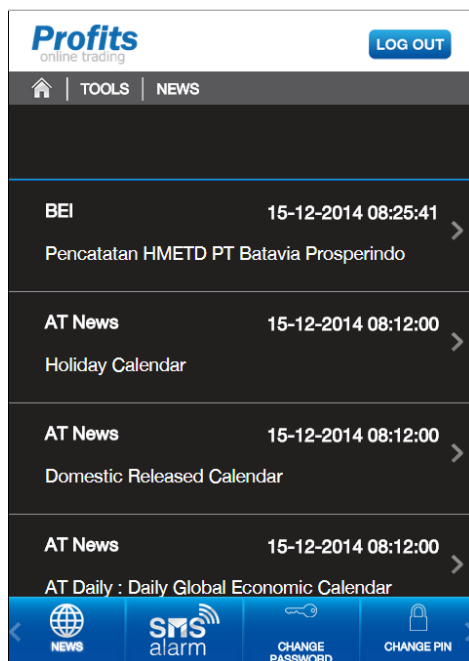 Profits
online trading
LOG OUT
TOOLS NEWS
BEI 15-12-2014 08:25:41
Pencatatan HMETD PT Batavia Prosperindo
AT News 15-12-2014 08:12:00
Holiday Calendar
AT News 15-12-2014 08:12:00
Domestic Released Calendar
AT News 15-12-2014 08:12:00
AT Daily : Daily Global Economic Calendar
NEWS
SMS
alarm
CHANGE
PASSWORD
CHANGE PIN